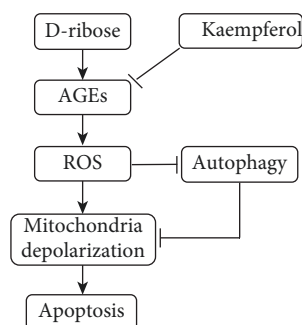 D-ribose
Kaempferol
AGEs
ROS
Autophagy
Mitochondria
depolarization
Apoptosis